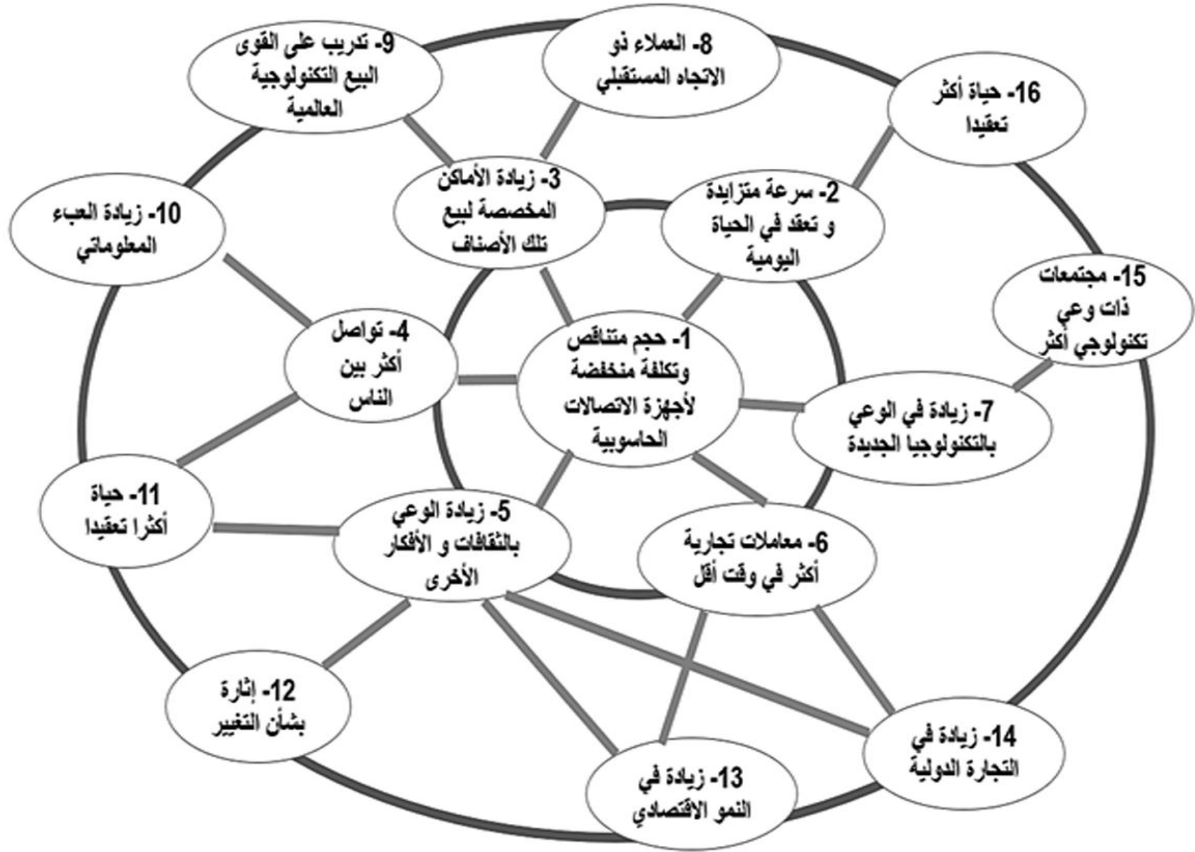 1- حجم متناقص
وتكلفة منخفضة
لأجهزة الاتصالات
الحاسوبية
2- سرعة متزايدة
و تعقد في الحياة
اليومية
3- زيادة الأماكن
المخصصة لبيع
تلك الأصناف
4- تواصل
أكثر بين
الناس
5- زيادة الوعي
بالثقافات و الأفكار
الأخرى
6- معاملات تجارية
أكثر في وقت أقل
7- زيادة في الوعي
بالتكنولوجيا الجديدة
8- العملاء ذو
الاتجاه المستقبلي
9- تدريب على القوى
البيع التكنولوجية
العالمية
10- زيادة العبء
المعلوماتي
11- حياة
أكثرا تعقيدا
12- إثارة
بشأن التغيير
13- زيادة في
النمو الاقتصادي
14- زيادة في
التجارة الدولية
15- مجتمعات
ذات وعي
تكنولوجي أكثر
16- حياة أكثر
تعقيدا